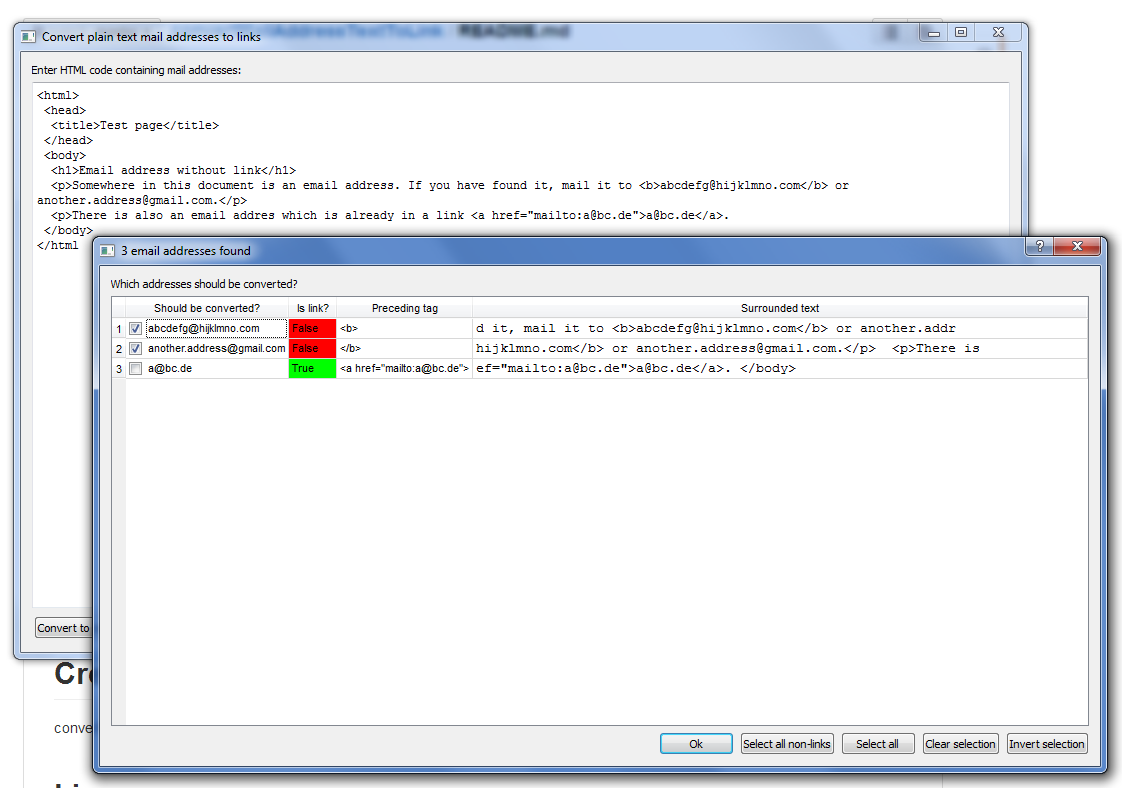 README.md
Convert plain text mail addresses to links
Enter HTML code containing mail addresses:
<html>
<head>
<title>Test page</title>
</head>
<body>
<h1>Email address without link</h1>
<p>Somewhere in this document is an email address. If you have found it, mail it to <b>abcdefg@hijklmno.com</b> or
another.address@gmail.com.</p>
<p>There is also an email addres which is already in a link <a href="mailto:a@bc.de">a@bc.de</a>.
</body>
</html
3 email addresses found
?
Which addresses should be converted?
Should be converted? Is link? Preceding tag Surrounded text
1 abcdefg@hijklmno.com False <b> d it, mail it to <b>abcdefg@hijklmno.com</b> or another.addr
2 another.address@gmail.com False </b> hijklmno.com</b> or another.address@gmail.com.</p> <p>There is
3 a@bc.de True <a href="mailto:a@bc.de"> ef="mailto:a@bc.de">a@bc.de</a>. </body>
Convert to
Cre
conve
Ok Select all non-links Select all Clear selection Invert selection